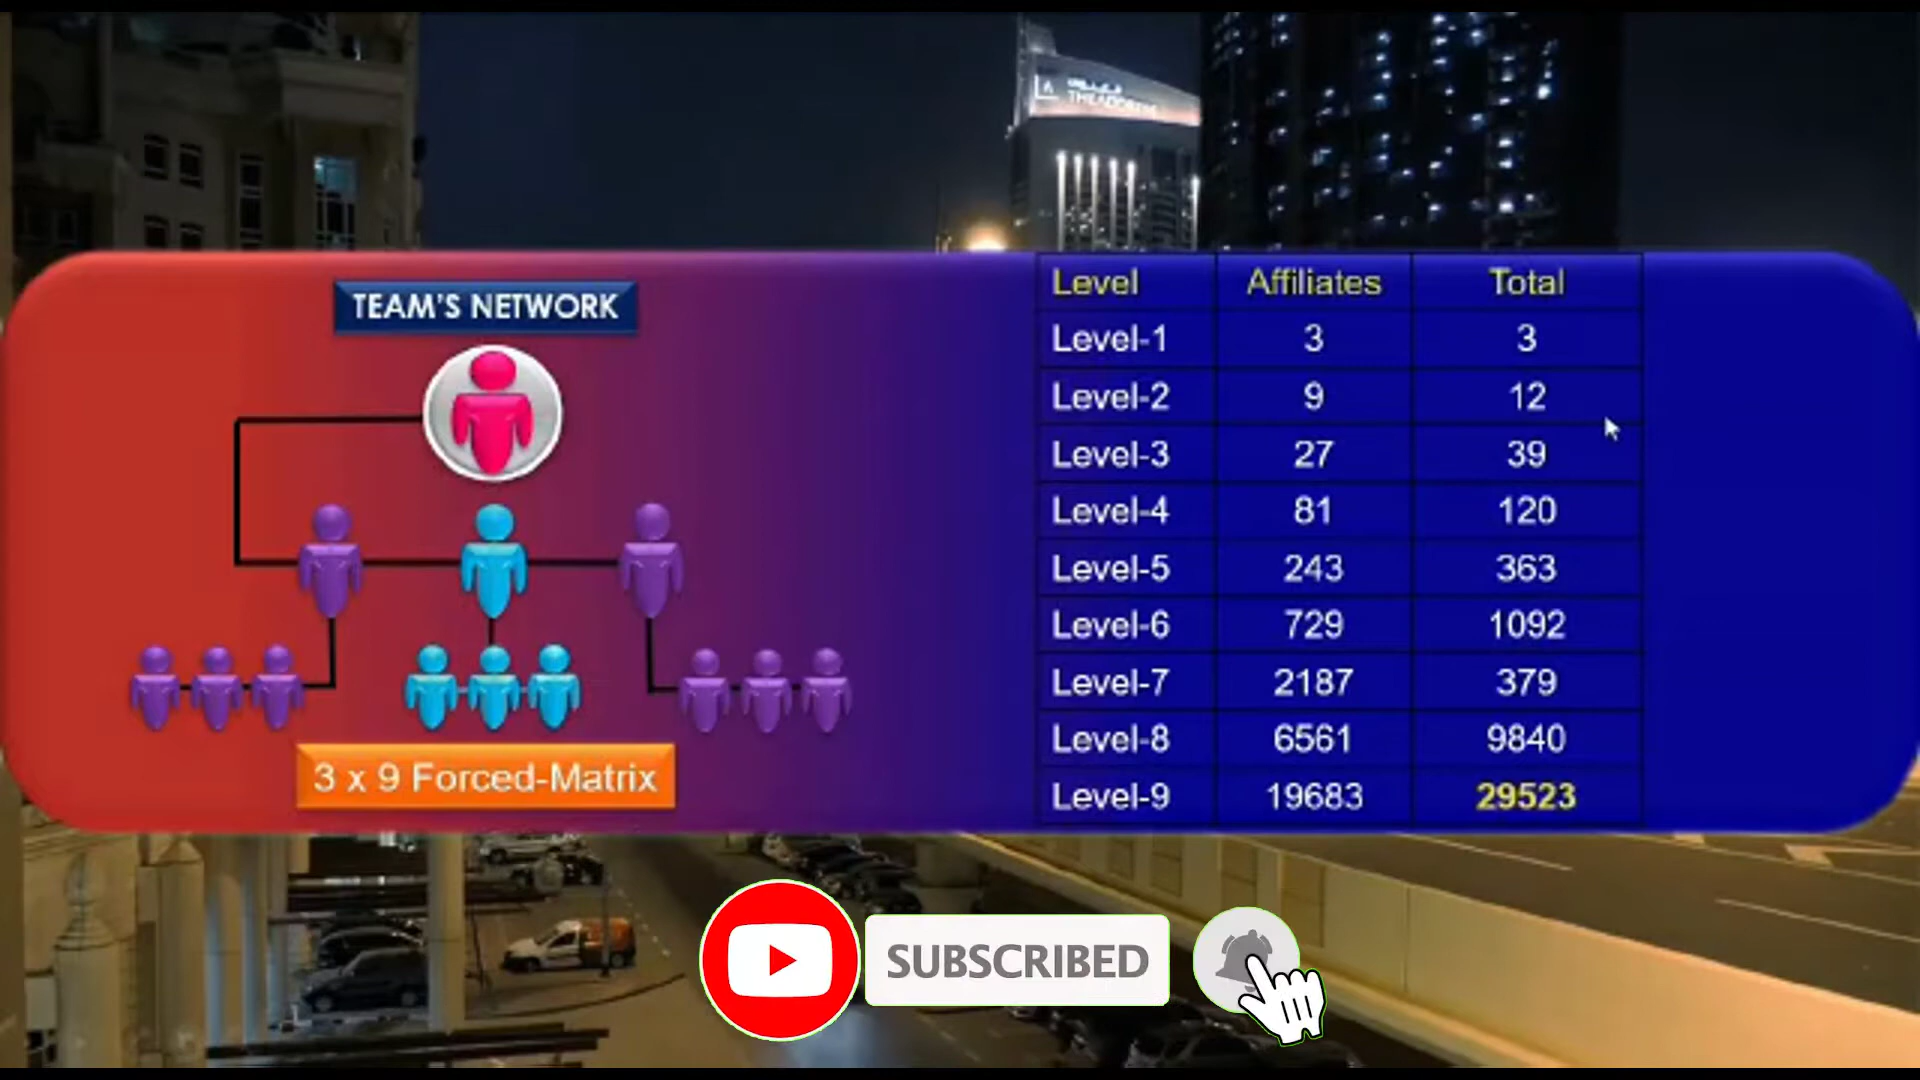 TEAM'S NETWORK
3 x 9 Forced-Matrix
Level Affiliates Total
Level-1 3 3
Level-2 9 12
Level-3 27 39
Level-4 81 120
Level-5 243 363
Level-6 729 1092
Level-7 2187 379
Level-8 6561 9840
Level-9 19683 29523
SUBSCRIBED